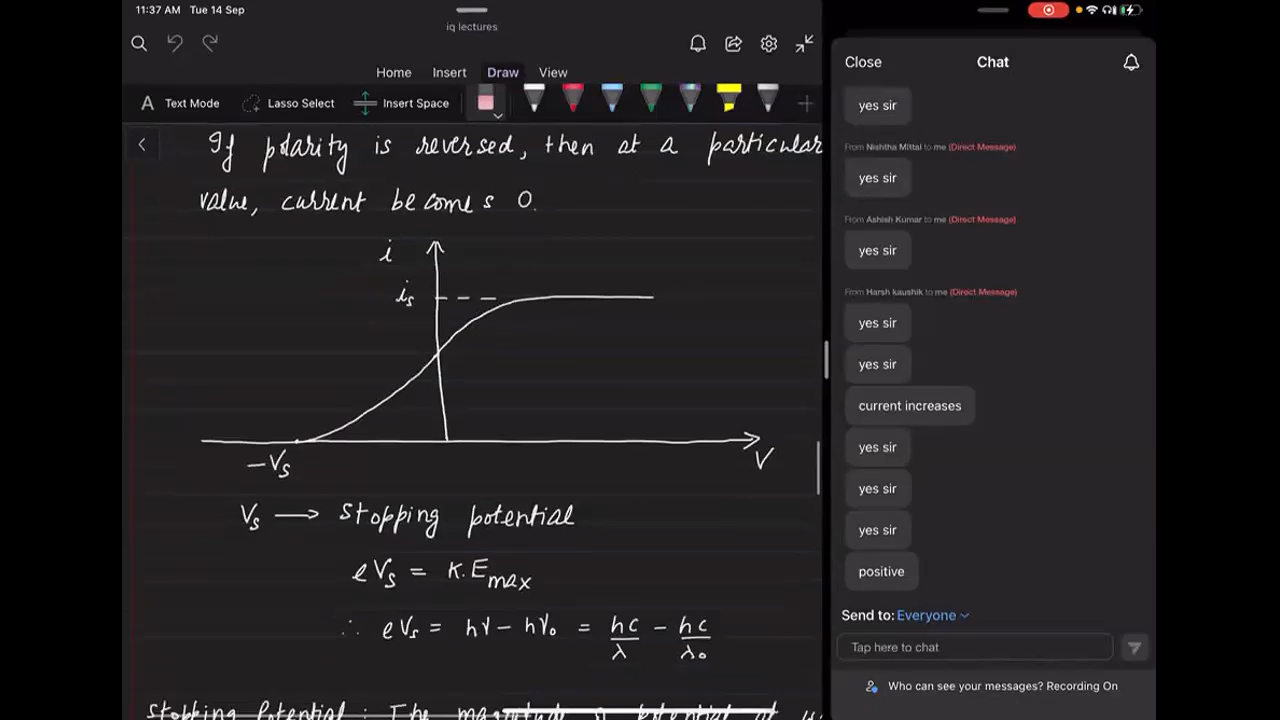 11:37 AM Tue 14 Sep
iq lectures
Home Insert Draw View
A Text Mode Lasso Select Insert Space
If polarity is reversed, then at a particular
value, current becomes 0.
i
is
-Vs
V
Vs → Stopping potential
eVs = K.Emax
∴ eVs = hν - hν₀ = hc/λ - hc/λ₀
Stopping Potential : The magnitude of potential at
Close Chat
yes sir
From Nishtha Mittal to me (Direct Message)
yes sir
From Ashish Kumar to me (Direct Message)
yes sir
From Harsh kaushik to me (Direct Message)
yes sir
yes sir
current increases
yes sir
yes sir
yes sir
positive
Send to: Everyone
Tap here to chat
Who can see your messages? Recording On